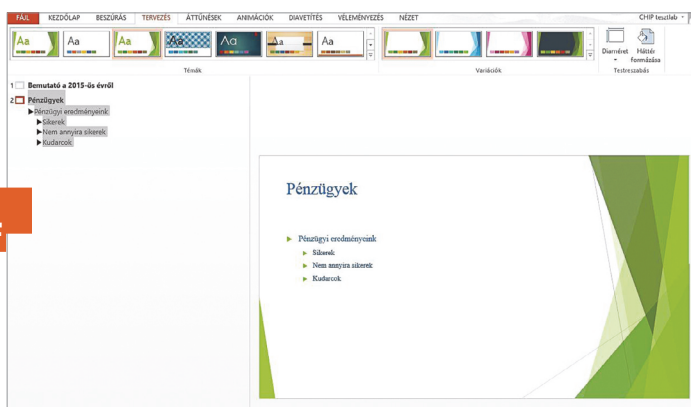 FÁJL KEZDŐLAP BESZÚRÁS TERVEZÉS ÁTTŰNÉSEK ANIMÁCIÓK DIAVETÍTÉS VÉLEMÉNYEZÉS NÉZET CHIP tesztlab
Aa Aa Aa Aa Aa Aa Aa
Diaméret Háttér formázása
Témák Variációk Testreszabás
1 Bemutató a 2015-ös évről
2 Pénzügyek
Pénzügyi eredményeink
Sikerek
Nem annyira sikerek
Kudarcok
Pénzügyek
Pénzügyi eredményeink
Sikerek
Nem annyira sikerek
Kudarcok